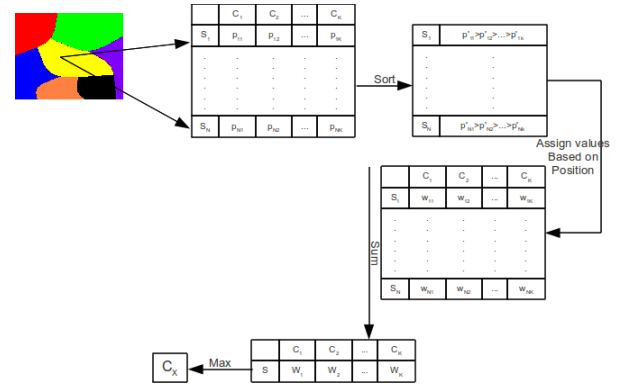 C1 C2 ... CK
S1 p11 p12 ... p1K
. . . . .
. . . . .
. . . . .
. . . . .
. . . . .
SN pN1 pN2 ... pNK
Sort
S1 p'11>p'12>...>p'1k
. .
. .
. .
. .
. .
SN p'N1>p'N2>...>p'Nk
Assign values
Based on
Position
C1 C2 ... CK
S1 w11 w12 ... w1K
. . . . .
. . . . .
. . . . .
. . . . .
. . . . .
SN wN1 wN2 ... wNK
Sum
C1 C2 ... CK
S W1 W2 ... WK
Max
CX